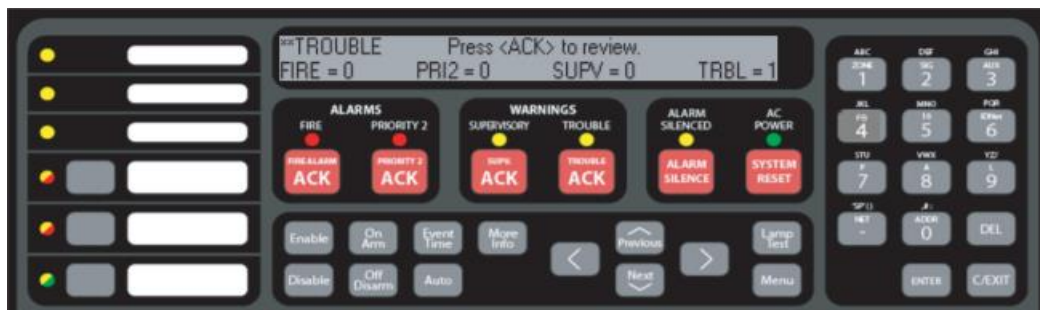 **TROUBLE Press <ACK> to review.
FIRE = 0 PRI2 = 0 SUPV = 0 TRBL = 1
ALARMS
FIRE PRIORITY 2
FIRE ALARM ACK
PRIORITY 2 ACK
WARNINGS
SUPERVISORY TROUBLE
SUPV. ACK
TROUBLE ACK
ALARM SILENCED
AC POWER
ALARM SILENCE
SYSTEM RESET
Enable
On Arm
Event Time
More Info
Previous
Lamp Test
Disable
Off Disarm
Auto
<
Next
>
Menu
ABC DEF GHI
ZONE SIG AUX
1 2 3
JKL MNO PQR
FB IDNet
4 5 6
STU VWX YZ/
P A L
7 8 9
'SP'() ,#:
NET ADDR
- 0 DEL
ENTER C/EXIT